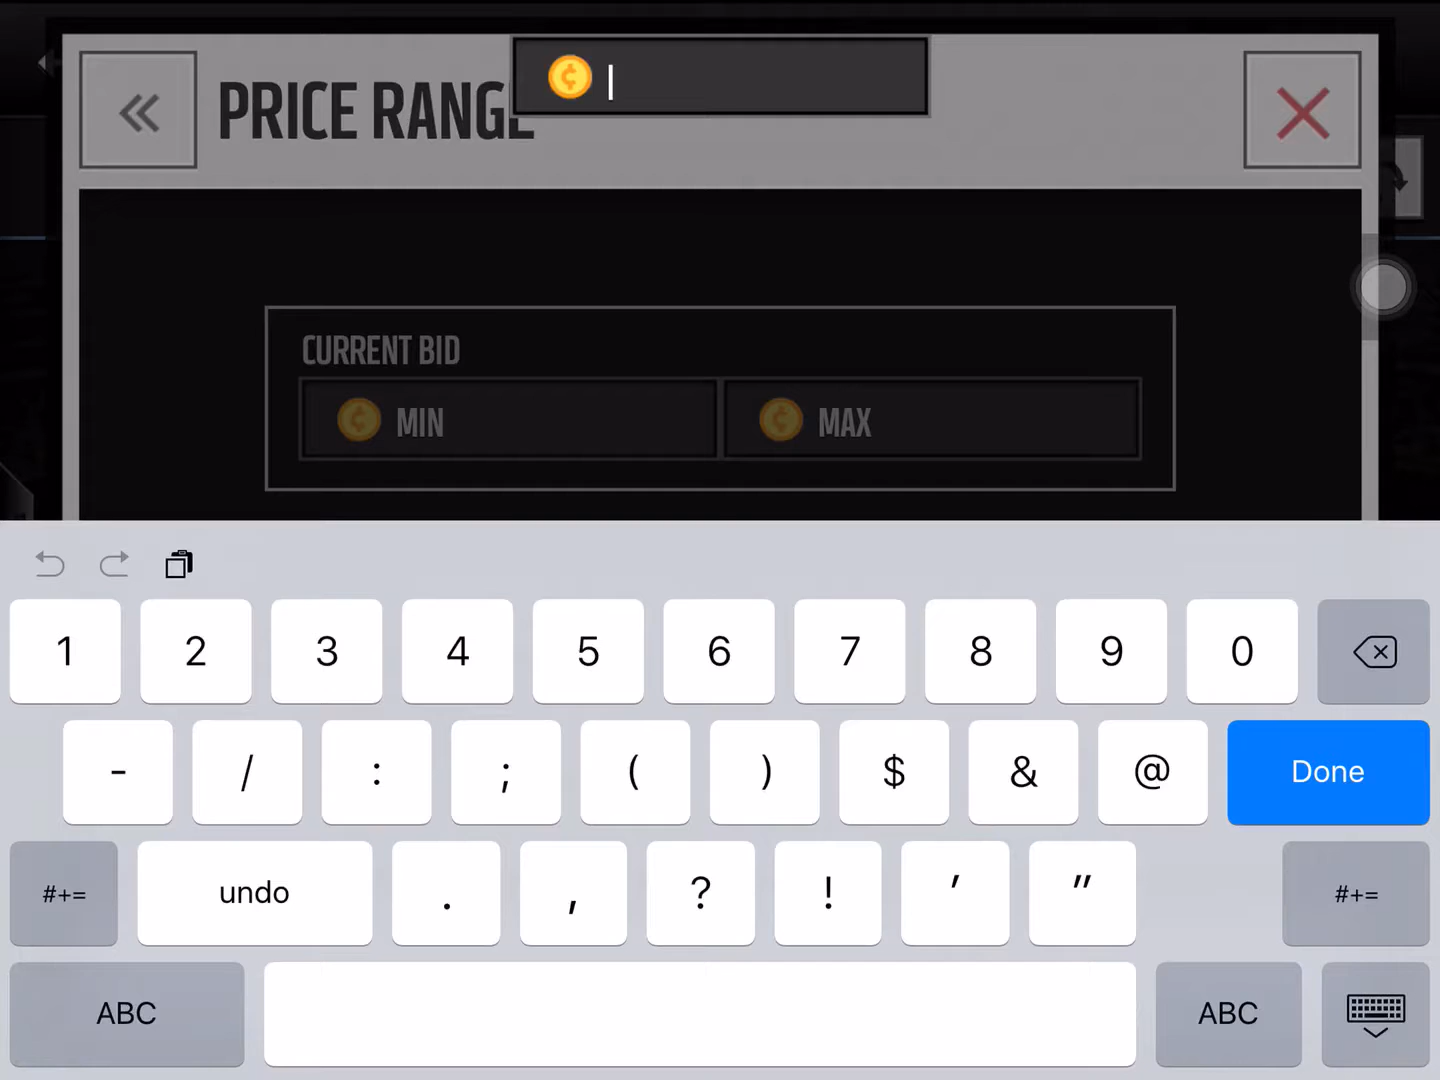 PRICE RANGE
CURRENT BID
MIN MAX
1 2 3 4 5 6 7 8 9 0
- / : ; ( ) $ & @ Done
#+= undo . , ? ! ' " #+=
ABC ABC